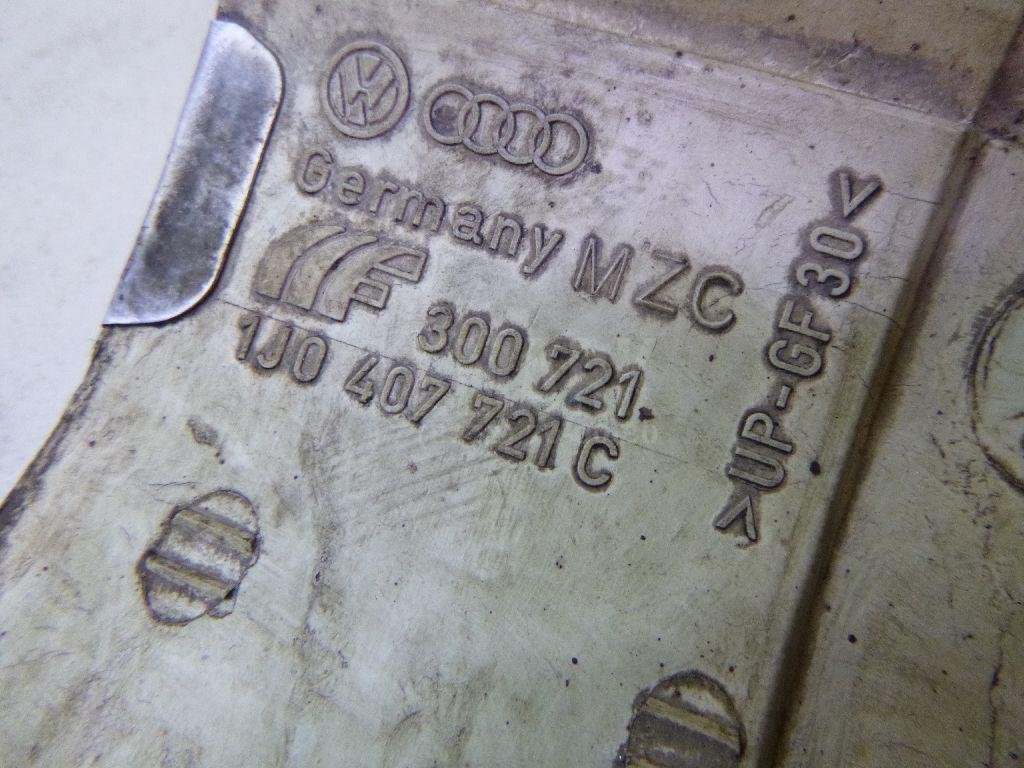 Germany MZC
300 721.
1J0 407 721 C
>UP-GF30<